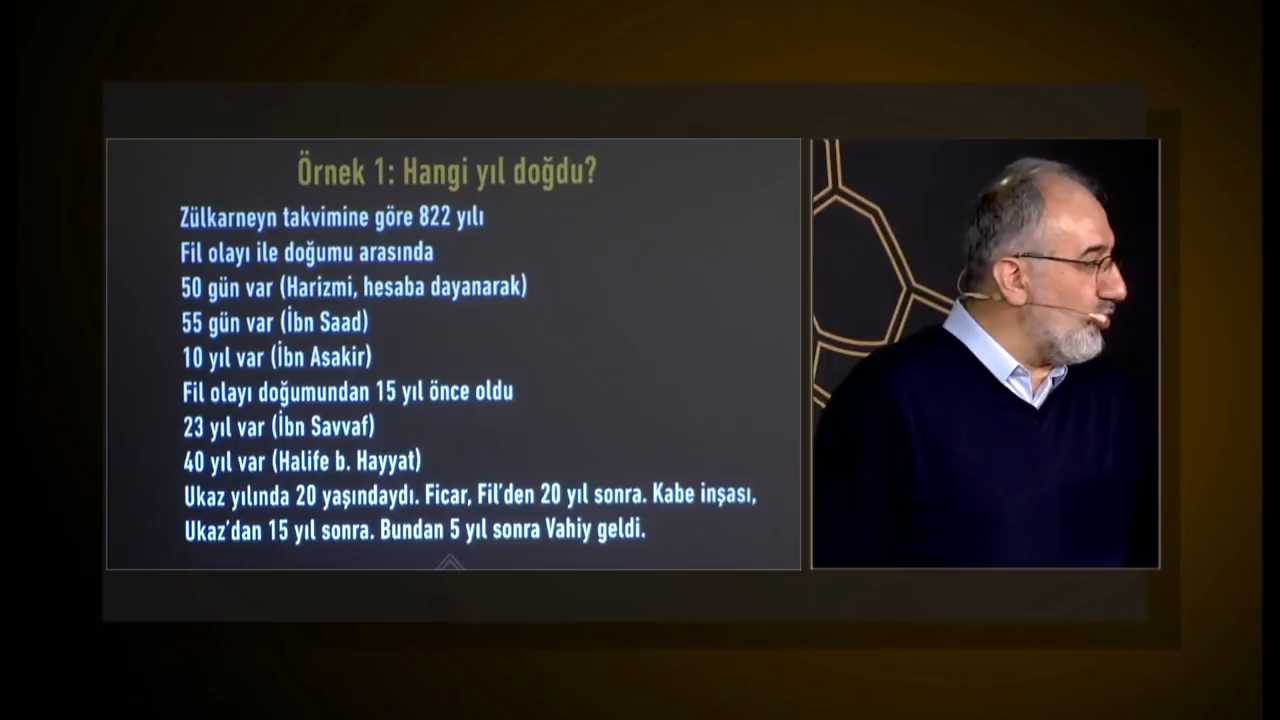 Örnek 1: Hangi yıl doğdu?
Zülkarneyn takvimine göre 822 yılı
Fil olayı ile doğumu arasında
50 gün var (Harizmi, hesaba dayanarak)
55 gün var (İbn Saad)
10 yıl var (İbn Asakir)
Fil olayı doğumundan 15 yıl önce oldu
23 yıl var (İbn Savvaf)
40 yıl var (Halife b. Hayyat)
Ukaz yılında 20 yaşındaydı. Ficar, Fil'den 20 yıl sonra. Kabe inşası,
Ukaz'dan 15 yıl sonra. Bundan 5 yıl sonra Vahiy geldi.